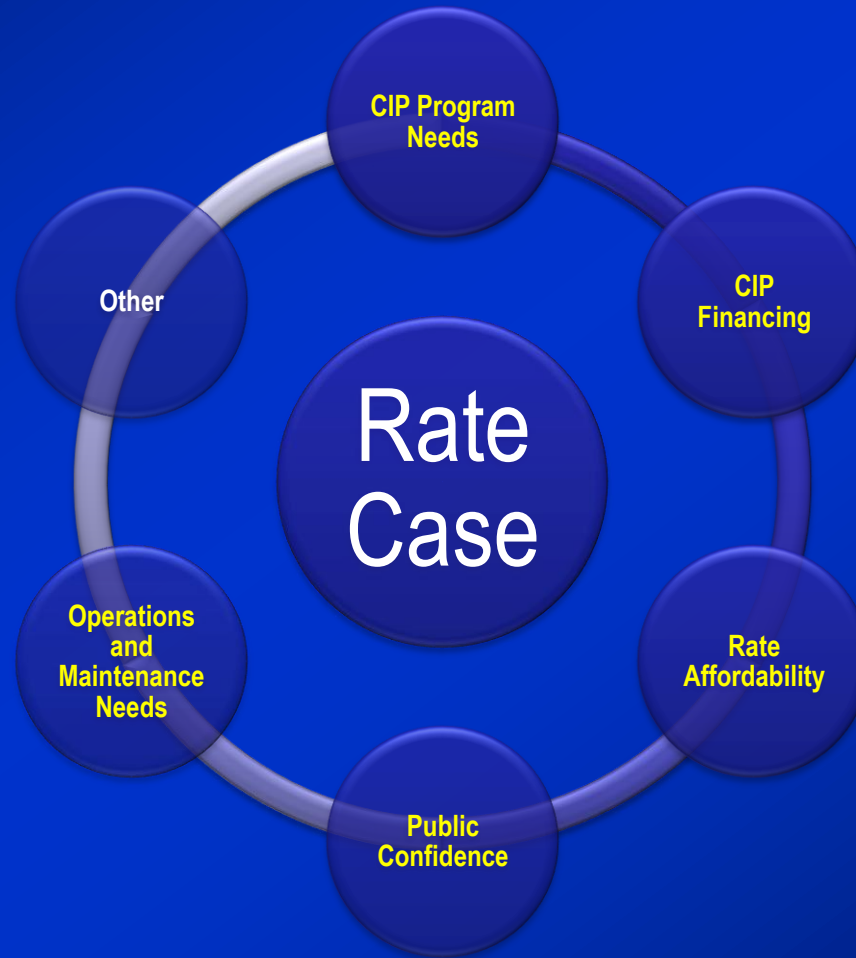 CIP Program
Needs
CIP
Financing
Rate
Affordability
Public
Confidence
Operations
and
Maintenance
Needs
Other
Rate
Case